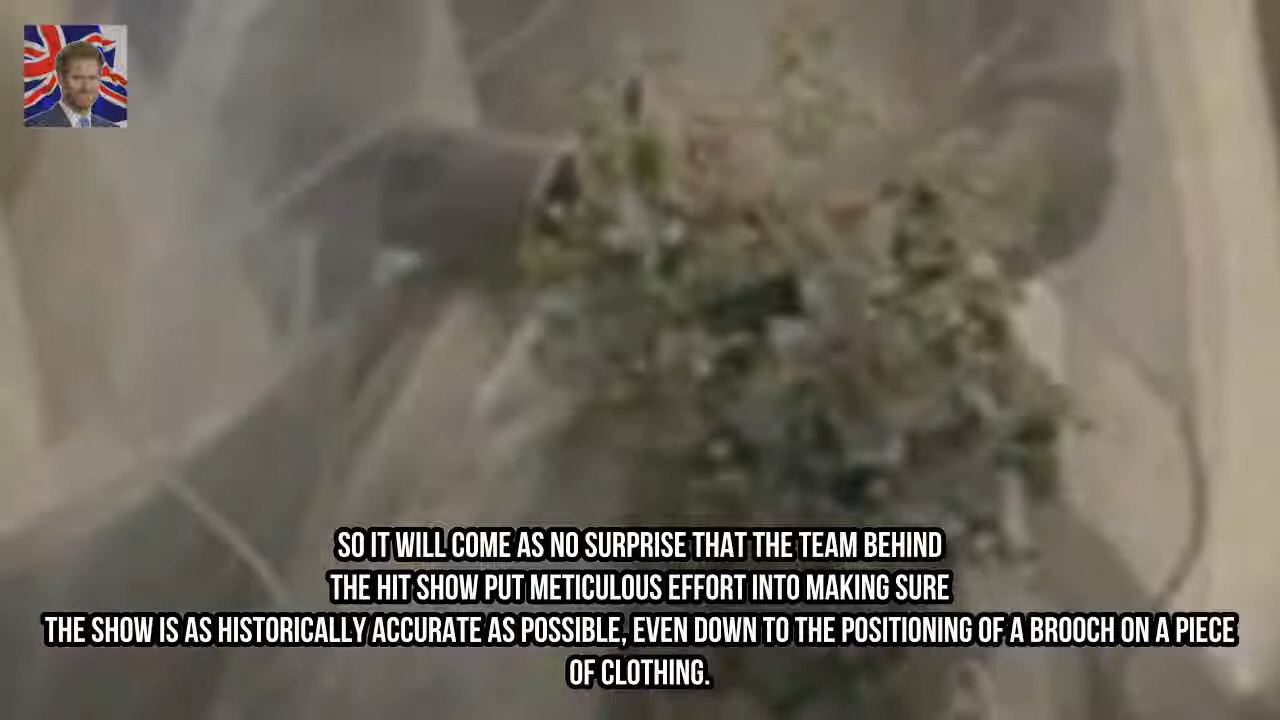 SO IT WILL COME AS NO SURPRISE THAT THE TEAM BEHIND
THE HIT SHOW PUT METICULOUS EFFORT INTO MAKING SURE
THE SHOW IS AS HISTORICALLY ACCURATE AS POSSIBLE, EVEN DOWN TO THE POSITIONING OF A BROOCH ON A PIECE
OF CLOTHING.